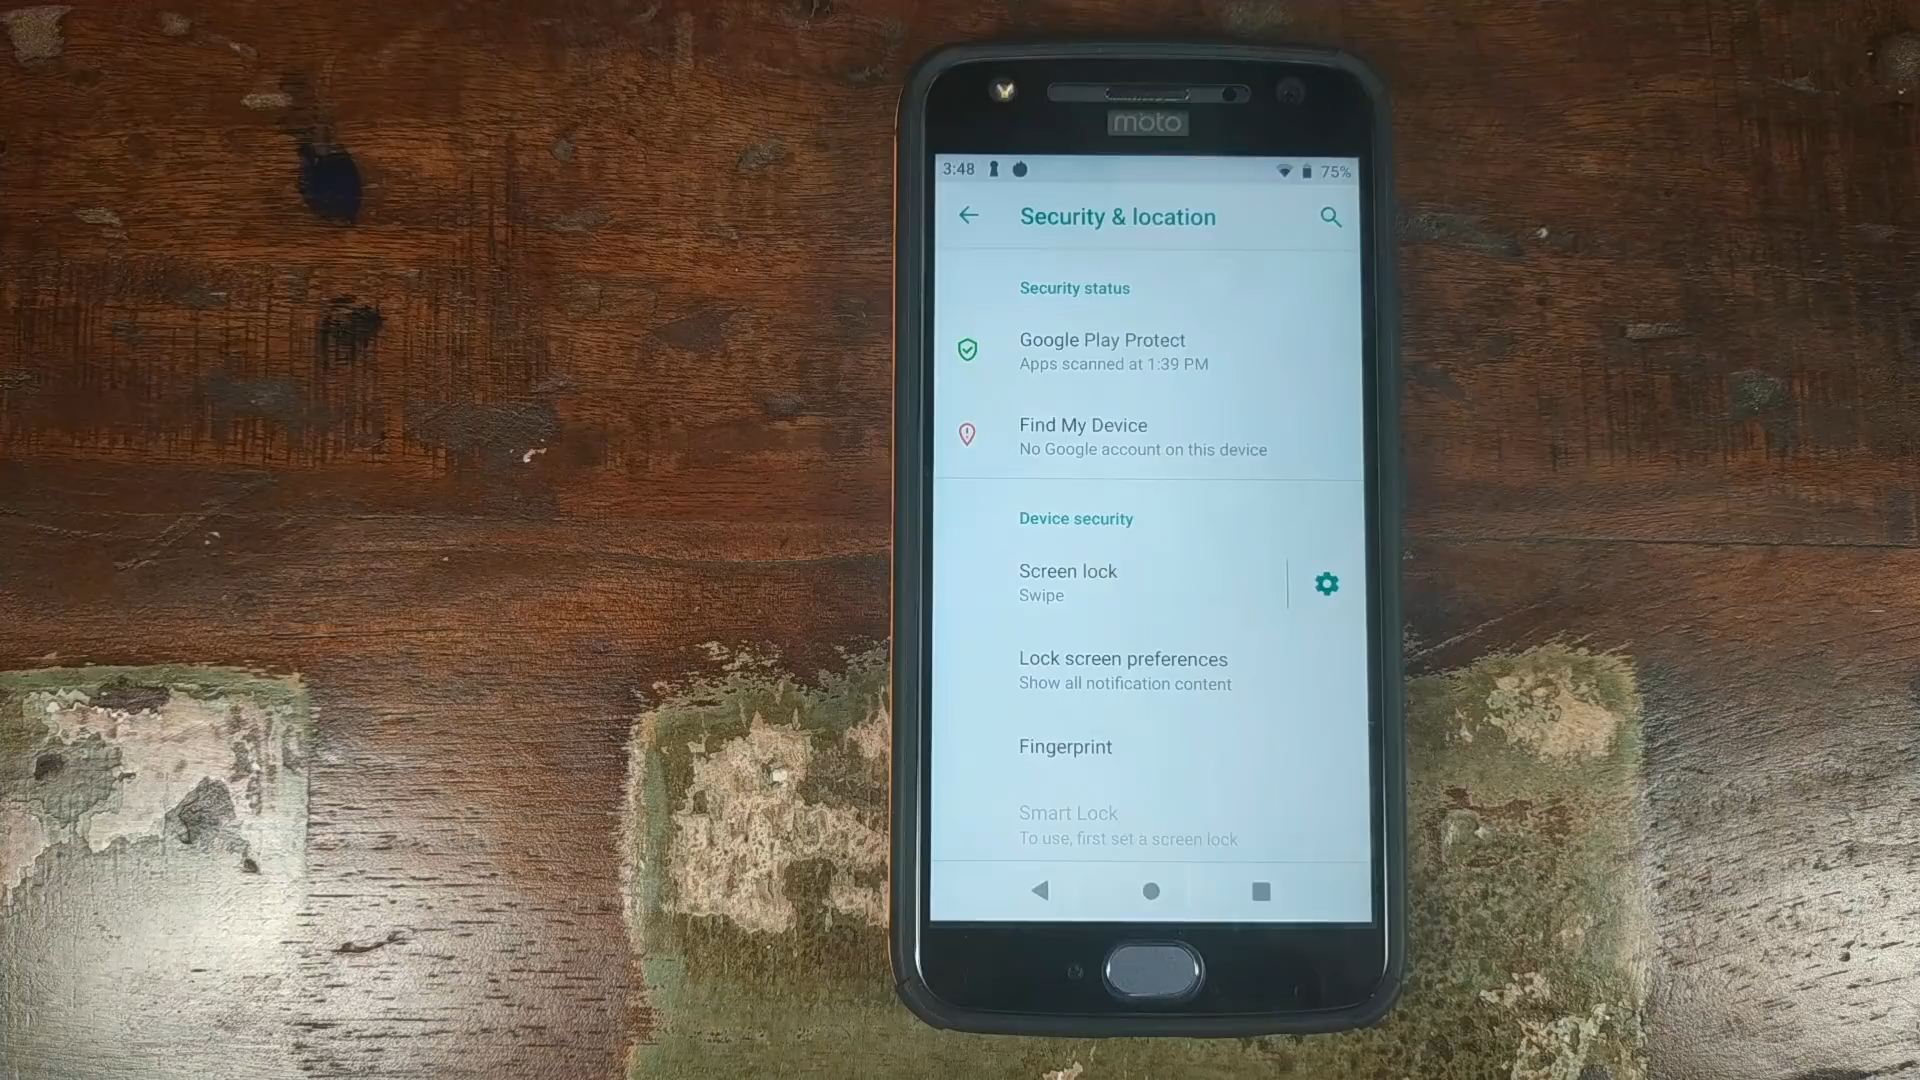 moto
3:48
75%
Security & location
Security status
Google Play Protect
Apps scanned at 1:39 PM
Find My Device
No Google account on this device
Device security
Screen lock
Swipe
Lock screen preferences
Show all notification content
Fingerprint
Smart Lock
To use, first set a screen lock